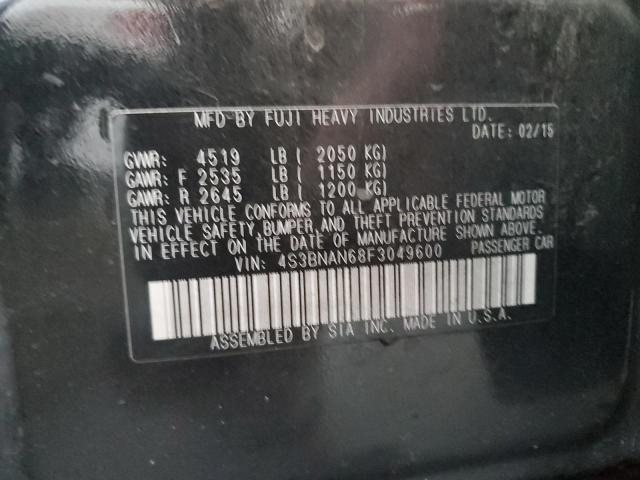 MFD BY FUJI HEAVY INDUSTRIES LTD.
DATE: 02/15
GVWR: 4519 LB ( 2050 KG)
GAWR: F 2535 LB ( 1150 KG)
GAWR: R 2645 LB ( 1200 KG)
THIS VEHICLE CONFORMS TO ALL APPLICABLE FEDERAL MOTOR
VEHICLE SAFETY, BUMPER, AND THEFT PREVENTION STANDARDS
IN EFFECT ON THE DATE OF MANUFACTURE SHOWN ABOVE.
VIN: 4S3BNAN68F3049600 PASSENGER CAR
ASSEMBLED BY SIA INC. MADE IN U.S.A.